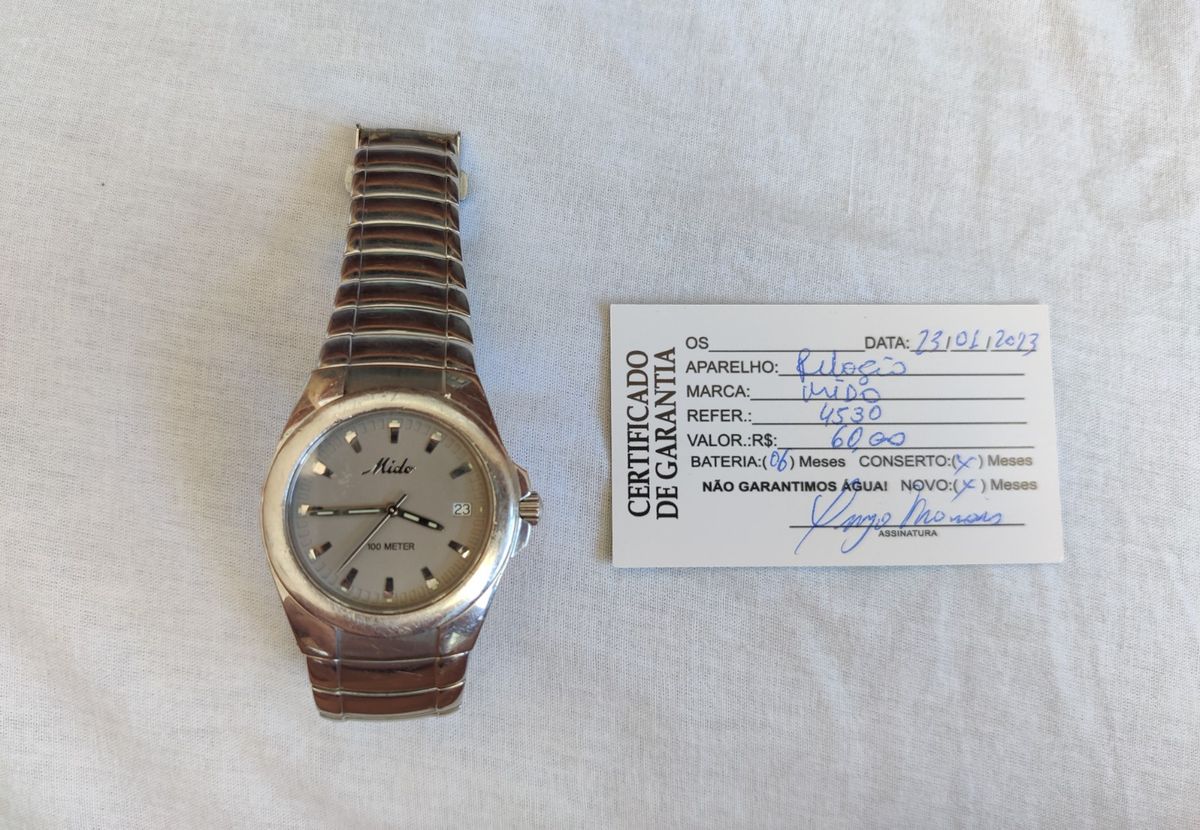 Mido
23
100 METER
CERTIFICADO
DE GARANTIA
OS DATA: 23/01/2023
APARELHO: Relogio
MARCA: MIDO
REFER.: 4530
VALOR.:R$: 60,00
BATERIA:(06) Meses CONSERTO:(x) Meses
NÃO GARANTIMOS ÁGUA! NOVO:(x) Meses
ASSINATURA